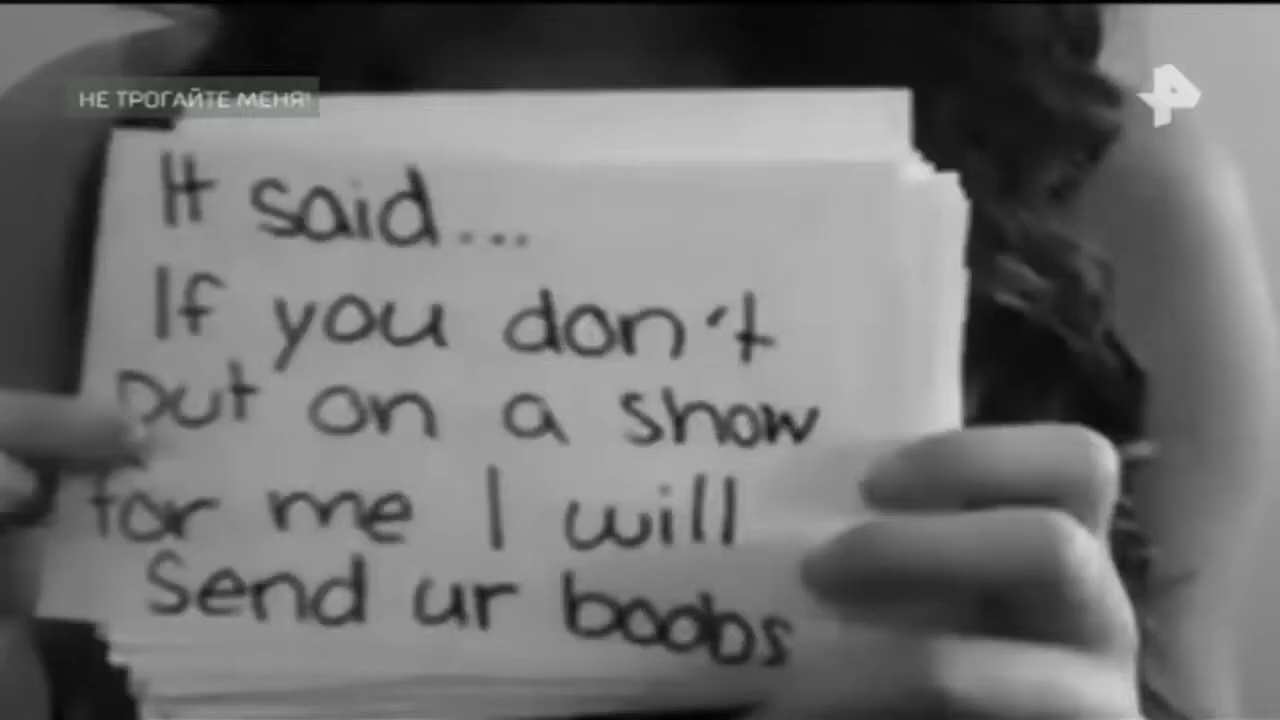 НЕ ТРОГАЙТЕ МЕНЯ!
It said...
If you don't
put on a show
for me I will
Send ur boobs